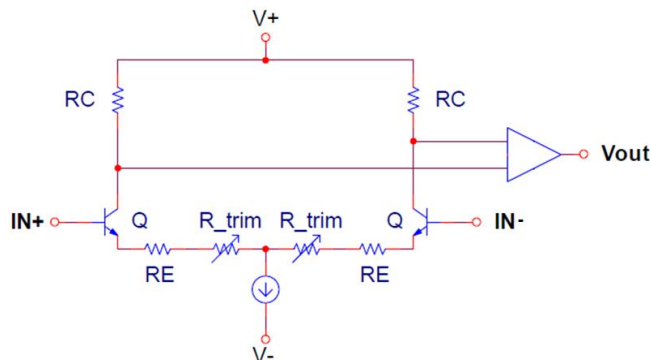 V+
RC
RC
Vout
IN+
Q
R_trim
R_trim
Q
IN-
RE
RE
V-